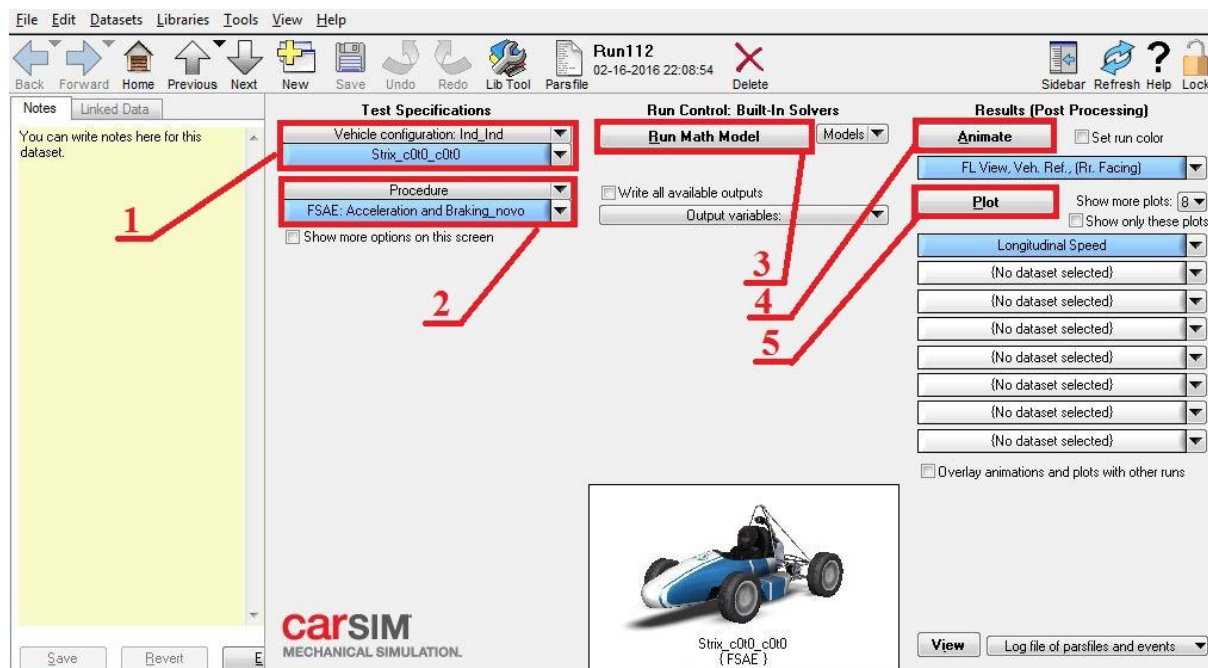 File Edit Datasets Libraries Tools View Help
Back Forward Home Previous Next New Save Undo Redo Lib Tool Parsfile
Run112
02-16-2016 22:08:54
Delete
Sidebar Refresh Help Lock
Notes Linked Data
You can write notes here for this
dataset.
Save Revert E
Test Specifications
Vehicle configuration: Ind_Ind
Strix_c0t0_c0t0
Procedure
FSAE: Acceleration and Braking_novo
Show more options on this screen
1
2
Run Control: Built-In Solvers
Run Math Model Models
Write all available outputs
Output variables:
3
4
5
Results (Post Processing)
Animate Set run color
FL View, Veh. Ref., (Rr. Facing)
Plot Show more plots: 8
Show only these plots
Longitudinal Speed
{No dataset selected}
{No dataset selected}
{No dataset selected}
{No dataset selected}
{No dataset selected}
{No dataset selected}
{No dataset selected}
Overlay animations and plots with other runs
carSIM
MECHANICAL SIMULATION.
Strix_c0t0_c0t0
{ FSAE }
View Log file of parsfiles and events